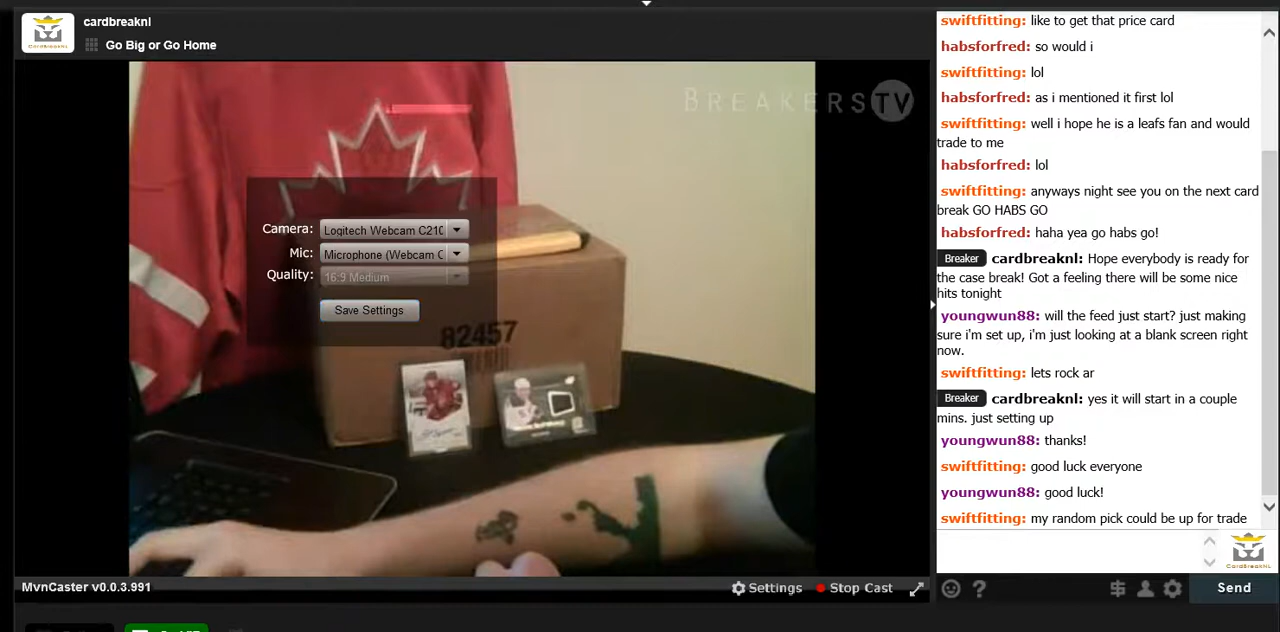 cardbreaknl
Go Big or Go Home
BREAKERSTV
Camera: Logitech Webcam C210
Mic: Microphone (Webcam C
Quality: 16:9 Medium
Save Settings
82457
MvnCaster v0.0.3.991
Settings
Stop Cast
swiftfitting: like to get that price card
habsforfred: so would i
swiftfitting: lol
habsforfred: as i mentioned it first lol
swiftfitting: well i hope he is a leafs fan and would
trade to me
habsforfred: lol
swiftfitting: anyways night see you on the next card
break GO HABS GO
habsforfred: haha yea go habs go!
Breaker cardbreaknl: Hope everybody is ready for
the case break! Got a feeling there will be some nice
hits tonight
youngwun88: will the feed just start? just making
sure i'm set up, i'm just looking at a blank screen right
now.
swiftfitting: lets rock ar
Breaker cardbreaknl: yes it will start in a couple
mins. just setting up
youngwun88: thanks!
swiftfitting: good luck everyone
youngwun88: good luck!
swiftfitting: my random pick could be up for trade
CARDBREAKNL
Send